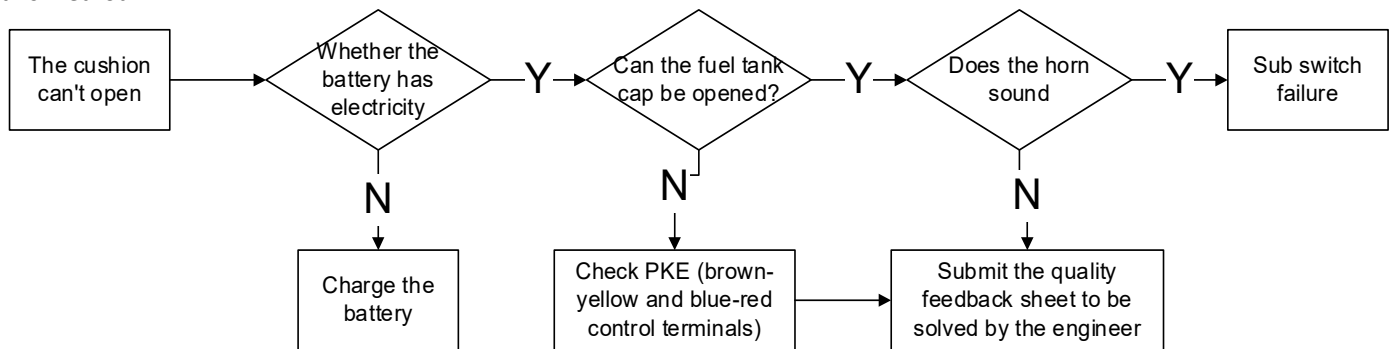 The cushion
can't open
Whether the
battery has
electricity
Y
Can the fuel tank
cap be opened?
Y
Does the horn
sound
Y
Sub switch
failure
N
N
N
Charge the
battery
Check PKE (brown-
yellow and blue-red
control terminals)
Submit the quality
feedback sheet to be
solved by the engineer